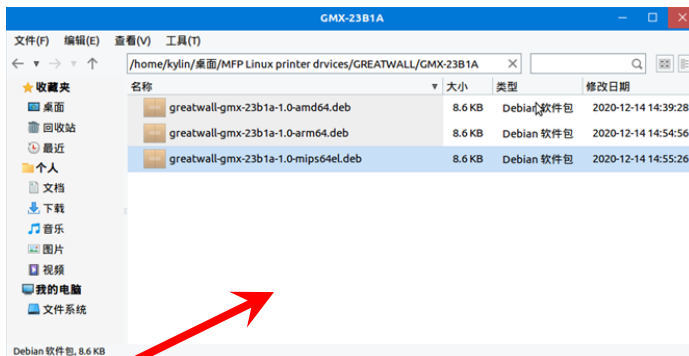 GMX-23B1A
文件(F) 编辑(E) 查看(V) 工具(T)
/home/kylin/桌面/MFP Linux printer drvices/GREATWALL/GMX-23B1A
收藏夹 名称 大小 类型 修改日期
桌面 greatwall-gmx-23b1a-1.0-amd64.deb 8.6 KB Debian 软件包 2020-12-14 14:39:28
回收站 greatwall-gmx-23b1a-1.0-arm64.deb 8.6 KB Debian 软件包 2020-12-14 14:54:56
最近 greatwall-gmx-23b1a-1.0-mips64el.deb 8.6 KB Debian 软件包 2020-12-14 14:55:26
个人
文档
下载
音乐
图片
视频
我的电脑
文件系统
Debian 软件包, 8.6 KB